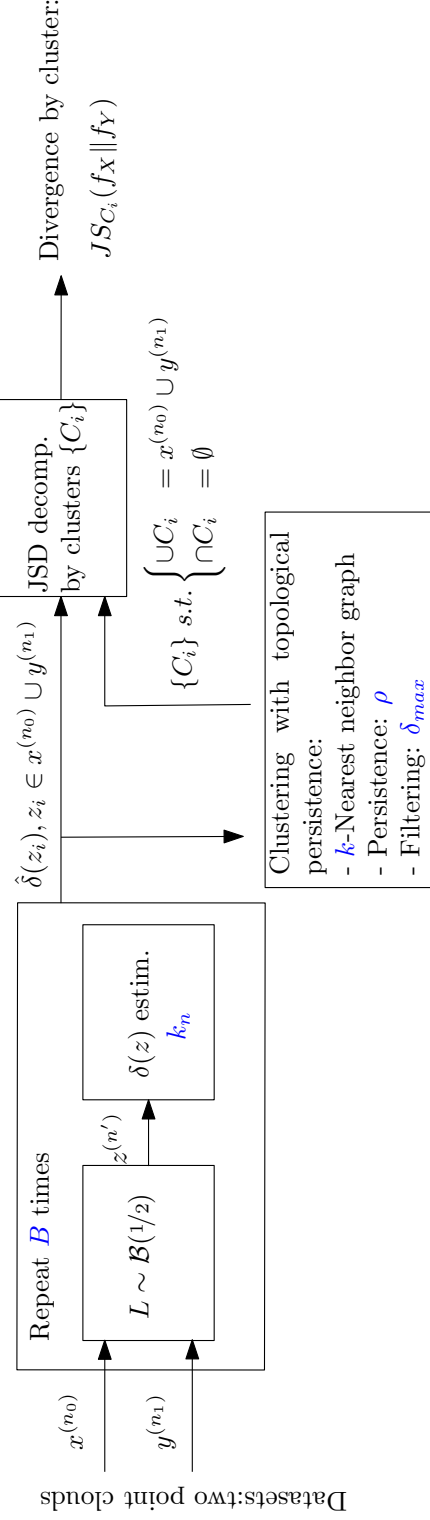 Datasets:two point clouds
x^{(n_0)}
y^{(n_1)}
Repeat B times
L ∼ 𝓑(1/2)
z^{(n')}
δ(z) estim.
k_n
δ̂(z_i), z_i ∈ x^{(n_0)} ∪ y^{(n_1)}
Clustering with topological
persistence:
- k-Nearest neighbor graph
- Persistence: ρ
- Filtering: δ_{max}
{C_i} s.t. { ∪C_i = x^{(n_0)} ∪ y^{(n_1)}
∩C_i = ∅
JSD decomp.
by clusters {C_i}
Divergence by cluster:
JS_{C_i}(f_X‖f_Y)